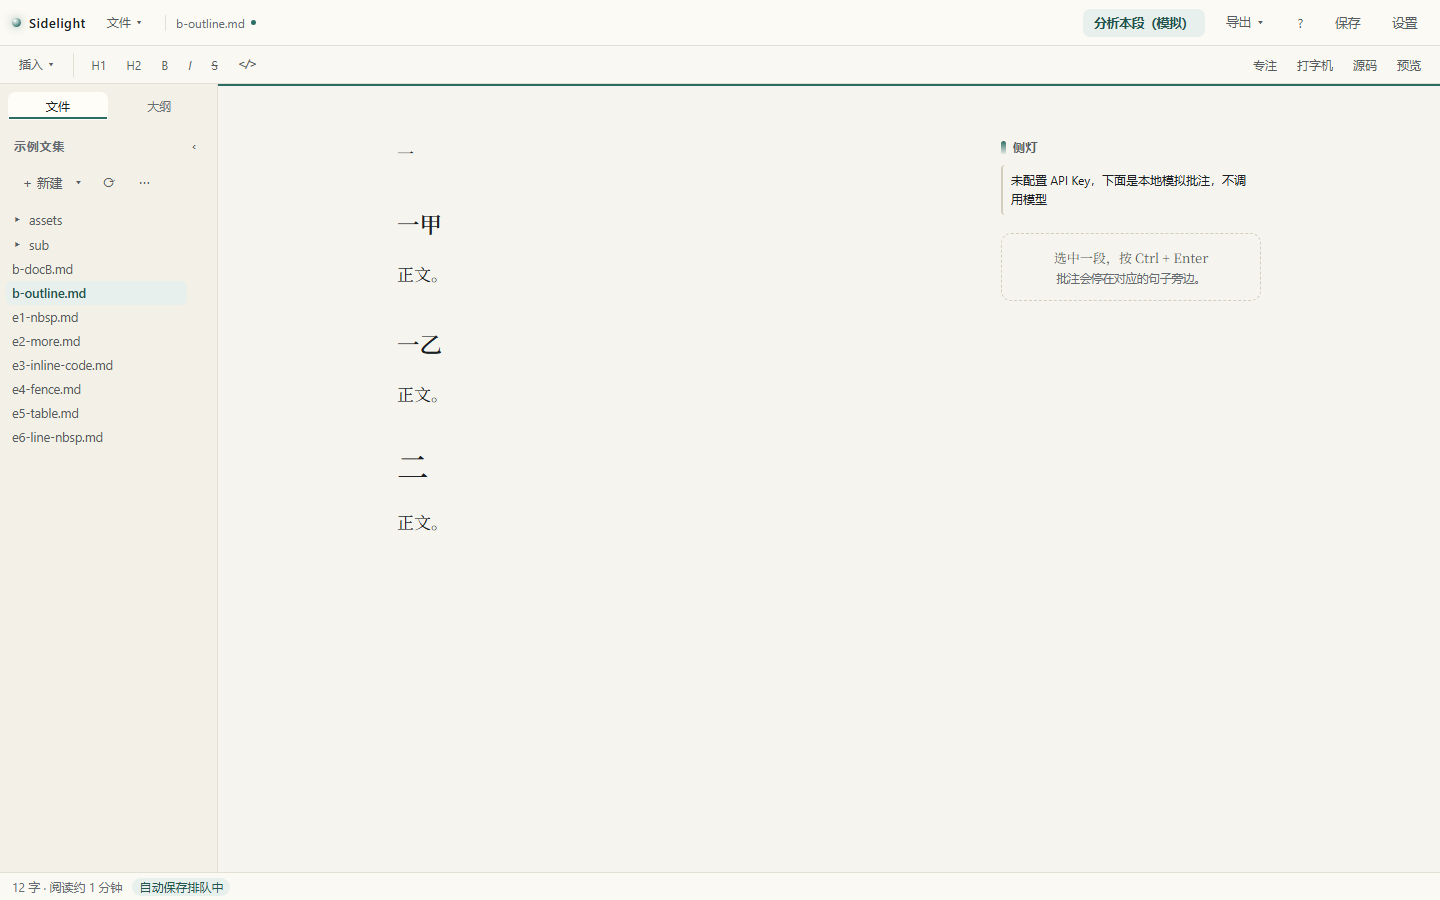 Sidelight 文件 b-outline.md 分析本段（模拟） 导出 ? 保存 设置
插入 H1 H2 B I S </> 专注 打字机 源码 预览
文件 大纲
示例文集
+ 新建 ...
assets
sub
b-docB.md
b-outline.md
e1-nbsp.md
e2-more.md
e3-inline-code.md
e4-fence.md
e5-table.md
e6-line-nbsp.md
一
一甲
正文。
一乙
正文。
二
正文。
侧灯
未配置 API Key，下面是本地模拟批注，不调
用模型
选中一段，按 Ctrl + Enter
批注会停在对应的句子旁边。
12 字 · 阅读约 1 分钟 自动保存排队中